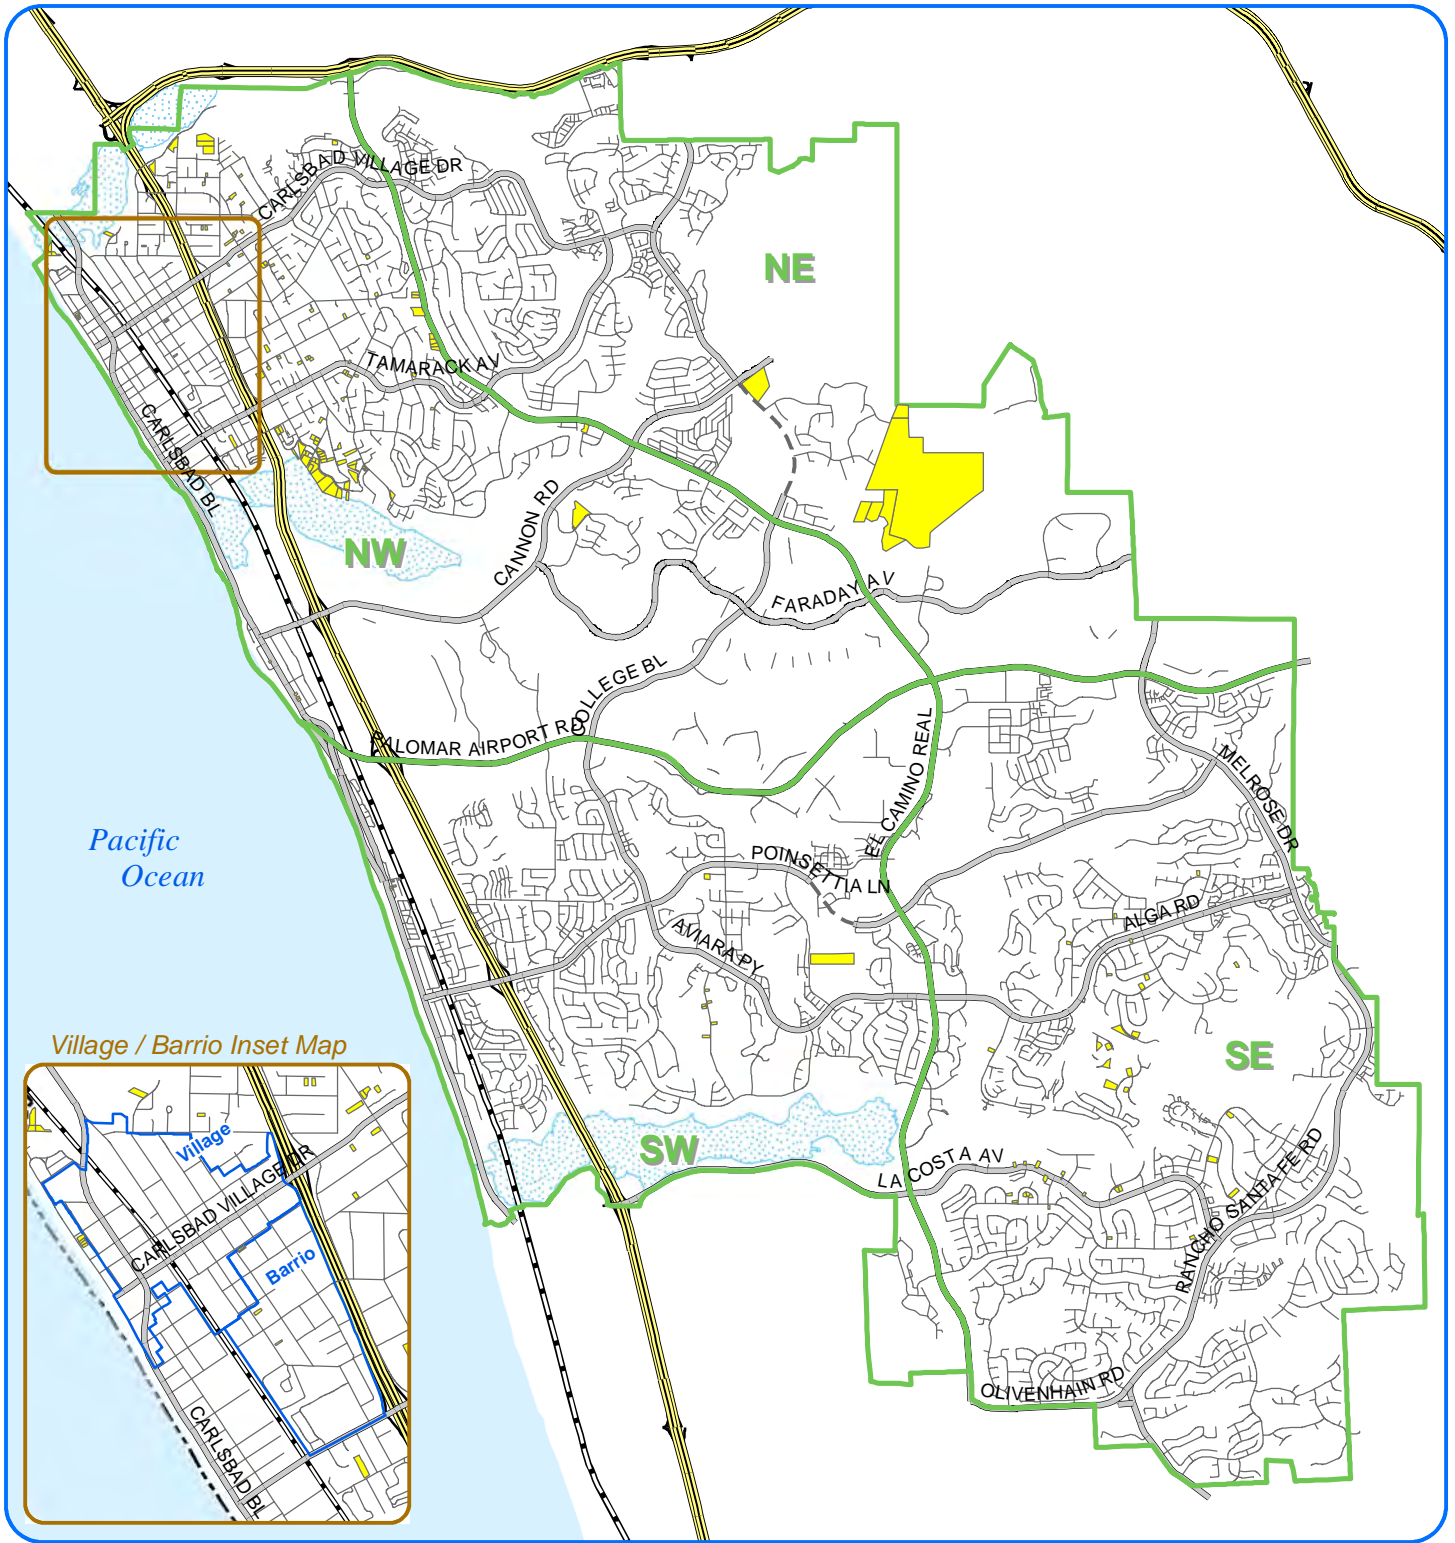 CARLSBAD VILLAGE DR
NE
TAMARACK AV
CARLSBAD BL
CANNON RD
NW
FARADAY AV
COLLEGE BL
PALOMAR AIRPORT RD
EL CAMINO REAL
MELROSE DR
Pacific
Ocean
POINSETTIA LN
ALGA RD
AVIARA PY
Village / Barrio Inset Map
SE
SW
LA COSTA AV
RANCHO SANTA FE RD
OLIVENHAIN RD
Village
CARLSBAD VILLAGE DR
Barrio
CARLSBAD BL